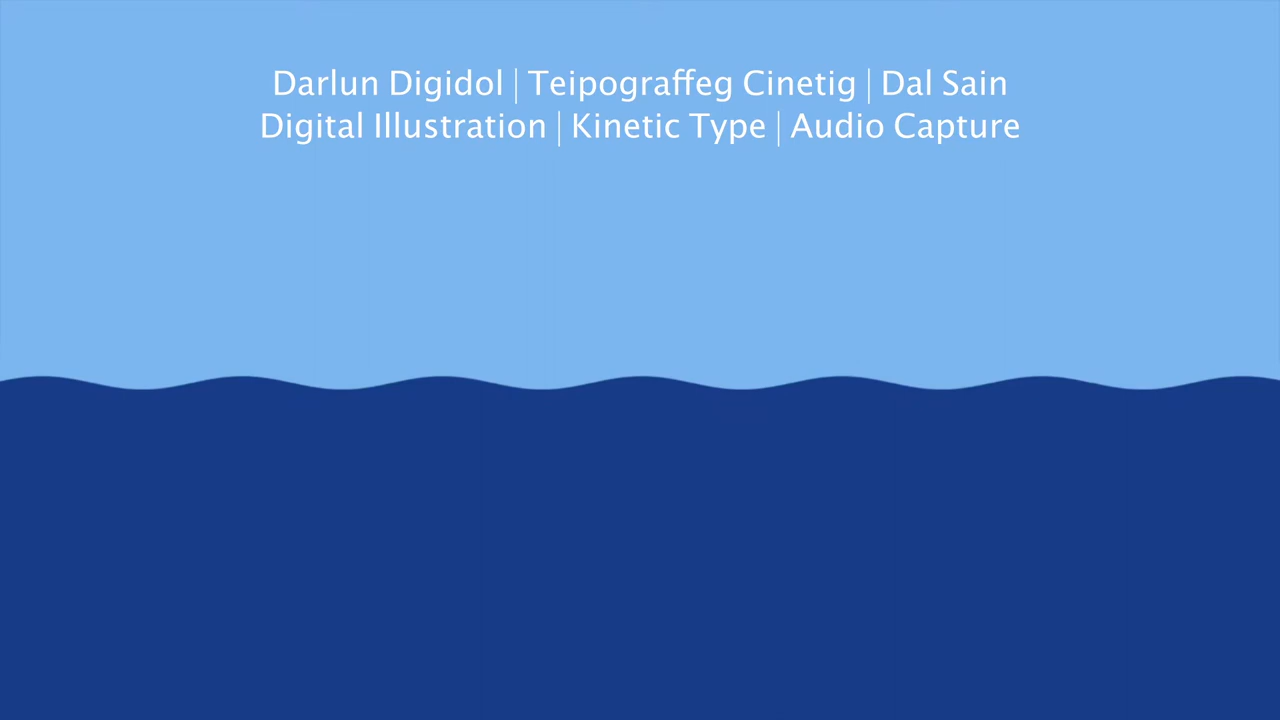 Darlun Digidol | Teipograffeg Cinetig | Dal Sain
Digital Illustration | Kinetic Type | Audio Capture